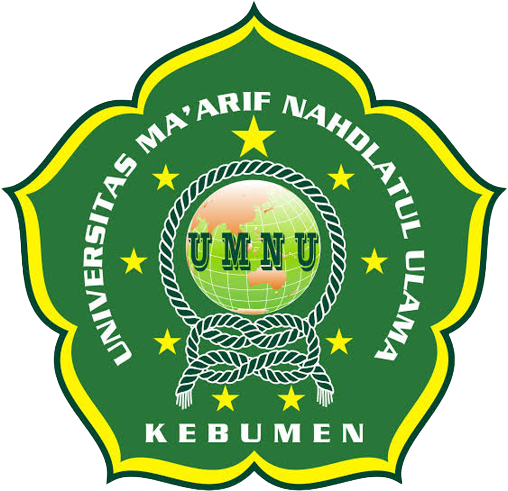 UNIVERSITAS MA'ARIF NAHDLATUL ULAMA
UMNU
KEBUMEN